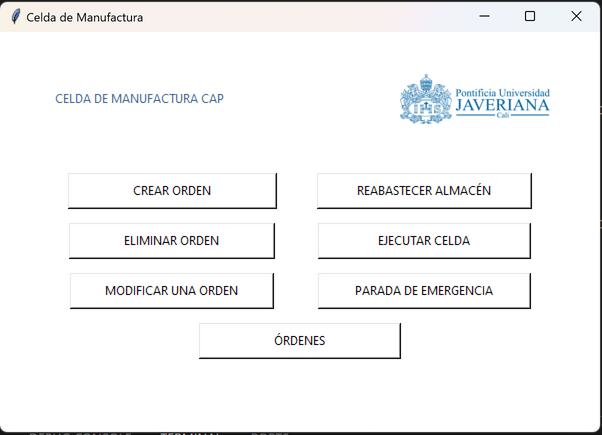 Celda de Manufactura
CELDA DE MANUFACTURA CAP
Pontificia Universidad
JAVERIANA
Cali
CREAR ORDEN
REABASTECER ALMACÉN
ELIMINAR ORDEN
EJECUTAR CELDA
MODIFICAR UNA ORDEN
PARADA DE EMERGENCIA
ÓRDENES